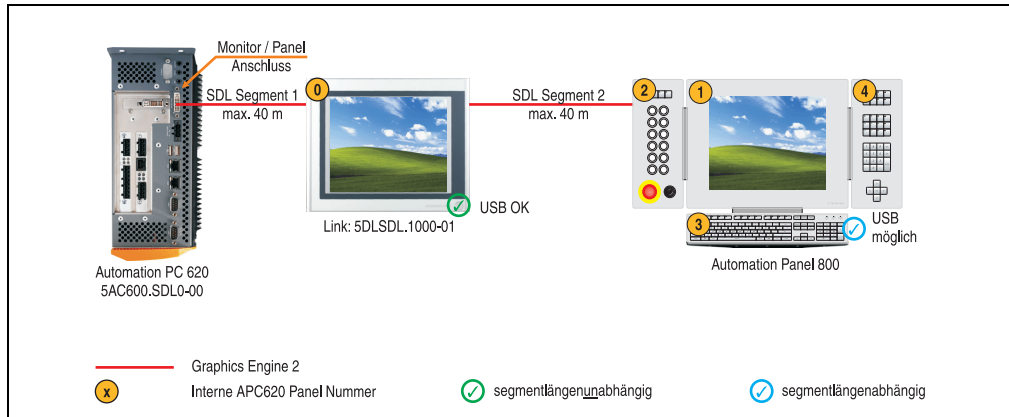 Monitor / Panel
Anschluss
SDL Segment 1
max. 40 m
0
SDL Segment 2
max. 40 m
2
1
4
3
USB OK
Link: 5DLSDL.1000-01
USB
möglich
Automation Panel 800
Automation PC 620
5AC600.SDL0-00
Graphics Engine 2
x Interne APC620 Panel Nummer
segmentlängenunabhängig
segmentlängenabhängig